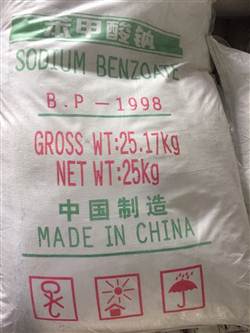 苯甲酸钠
SODIUM BENZOATE
B.P-1998
GROSS WT:25.17kg
NET WT:25kg
中国制造
MADE IN CHINA